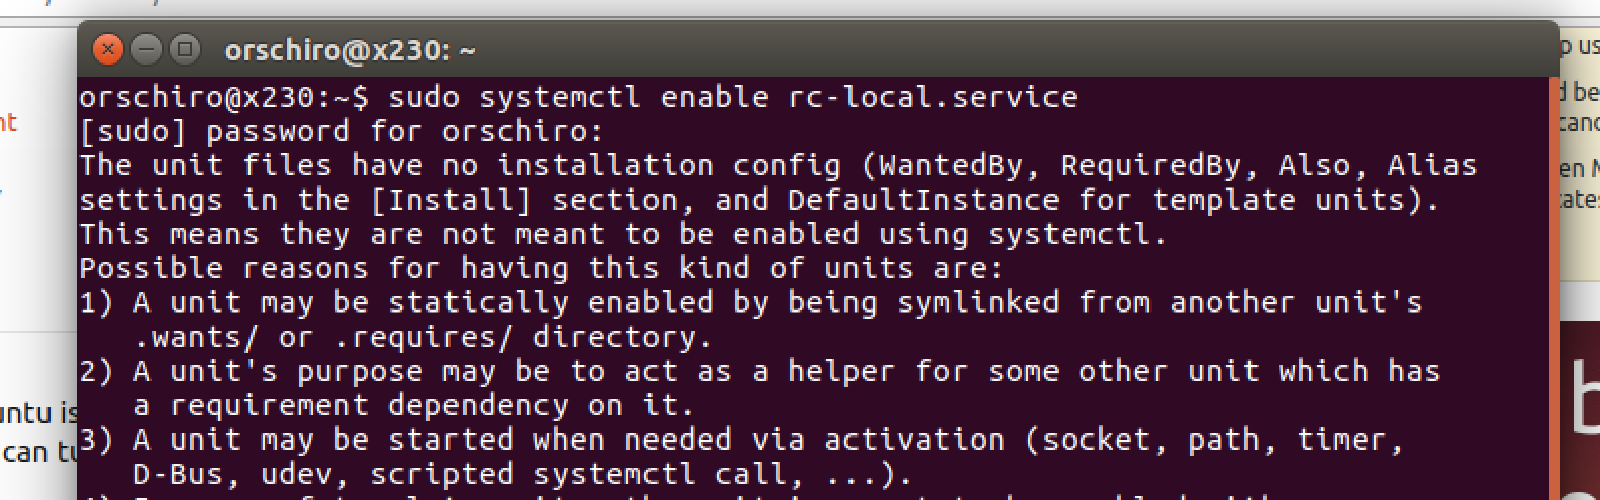 orschiro@x230: ~
orschiro@x230:~$ sudo systemctl enable rc-local.service
[sudo] password for orschiro:
The unit files have no installation config (WantedBy, RequiredBy, Also, Alias
settings in the [Install] section, and DefaultInstance for template units).
This means they are not meant to be enabled using systemctl.
Possible reasons for having this kind of units are:
1) A unit may be statically enabled by being symlinked from another unit's
.wants/ or .requires/ directory.
2) A unit's purpose may be to act as a helper for some other unit which has
a requirement dependency on it.
3) A unit may be started when needed via activation (socket, path, timer,
D-Bus, udev, scripted systemctl call, ...).
nt
untu is
can tu
p us
d be
cand
en M
cates
b